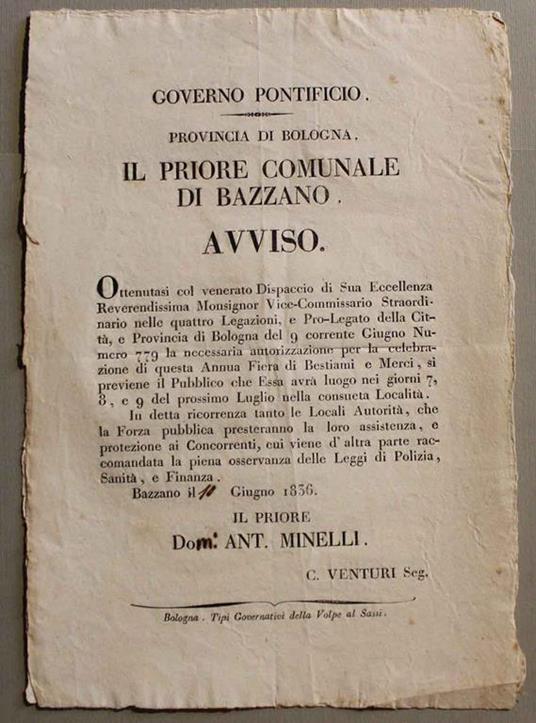 GOVERNO PONTIFICIO.
PROVINCIA DI BOLOGNA.
IL PRIORE COMUNALE
DI BAZZANO.
AVVISO.
Ottenutasi col venerato Dispaccio di Sua Eccellenza
Reverendissima Monsignor Vice-Commissario Straordi-
nario nelle quattro Legazioni, e Pro-Legato della Cit-
tà, e Provincia di Bologna del 9 corrente Giugno Nu-
mero 779 la necessaria autorizzazione per la celebra-
zione di questa Annua Fiera di Bestiami e Merci, si
previene il Pubblico che Essa avrà luogo nei giorni 7,
8, e 9 del prossimo Luglio nella consueta Località.
In detta ricorrenza tanto le Locali Autorità, che
la Forza pubblica presteranno la loro assistenza, e
protezione ai Concorrenti, cui viene d'altra parte rac-
comandata la piena osservanza delle Leggi di Polizia,
Sanità, e Finanza.
Bazzano il Giugno 1836.
IL PRIORE
Dom. ANT. MINELLI.
C. VENTURI Seg.
Bologna. Tipi Governativi della Volpe al Sassi.